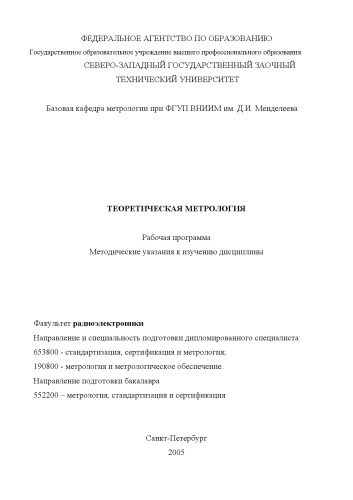 ФЕДЕРАЛЬНОЕ АГЕНТСТВО ПО ОБРАЗОВАНИЮ
Государственное образовательное учреждение высшего профессионального образования
СЕВЕРО-ЗАПАДНЫЙ ГОСУДАРСТВЕННЫЙ ЗАОЧНЫЙ
ТЕХНИЧЕСКИЙ УНИВЕРСИТЕТ
Базовая кафедра метрологии при ФГУП ВНИИМ им. Д.И. Менделеева
ТЕОРЕТИЧЕСКАЯ МЕТРОЛОГИЯ
Рабочая программа
Методические указания к изучению дисциплины
Факультет радиоэлектроники
Направление и специальность подготовки дипломированного специалиста:
653800 - стандартизация, сертификация и метрология;
190800 - метрология и метрологическое обеспечение.
Направление подготовки бакалавра
552200 – метрология, стандартизация и сертификация
Санкт-Петербург
2005